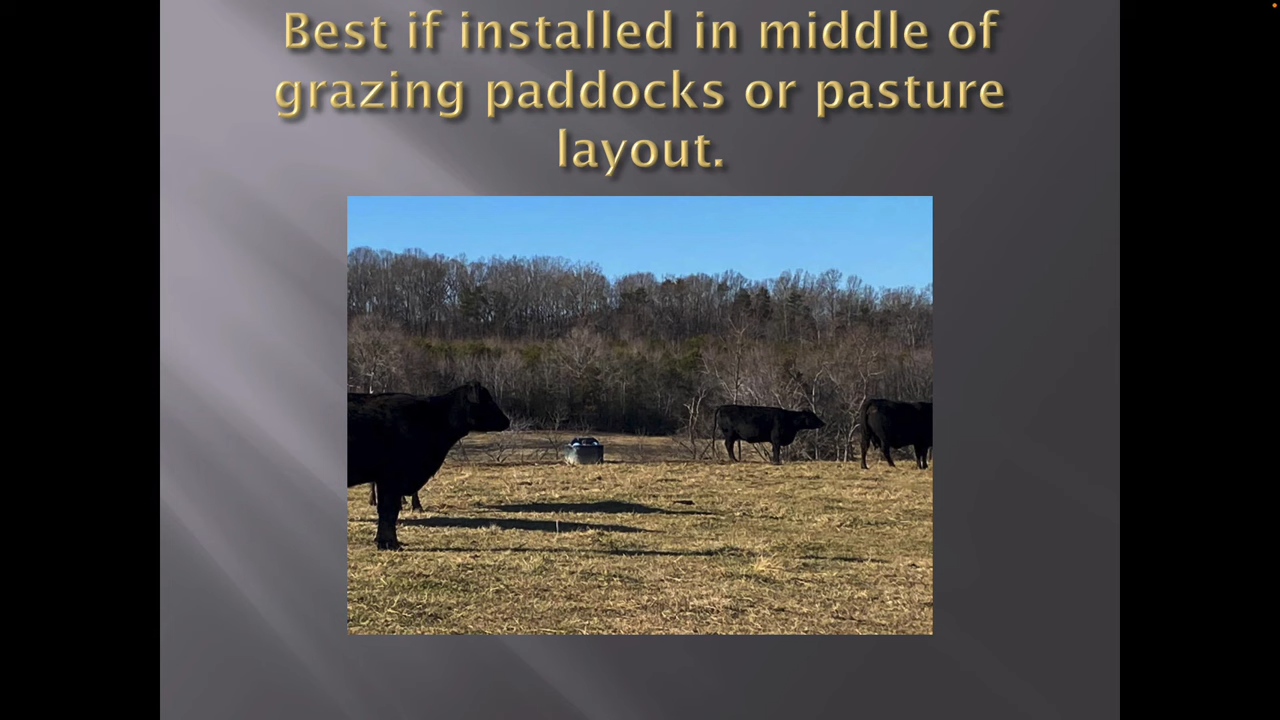 Best if installed in middle of
grazing paddocks or pasture
layout.